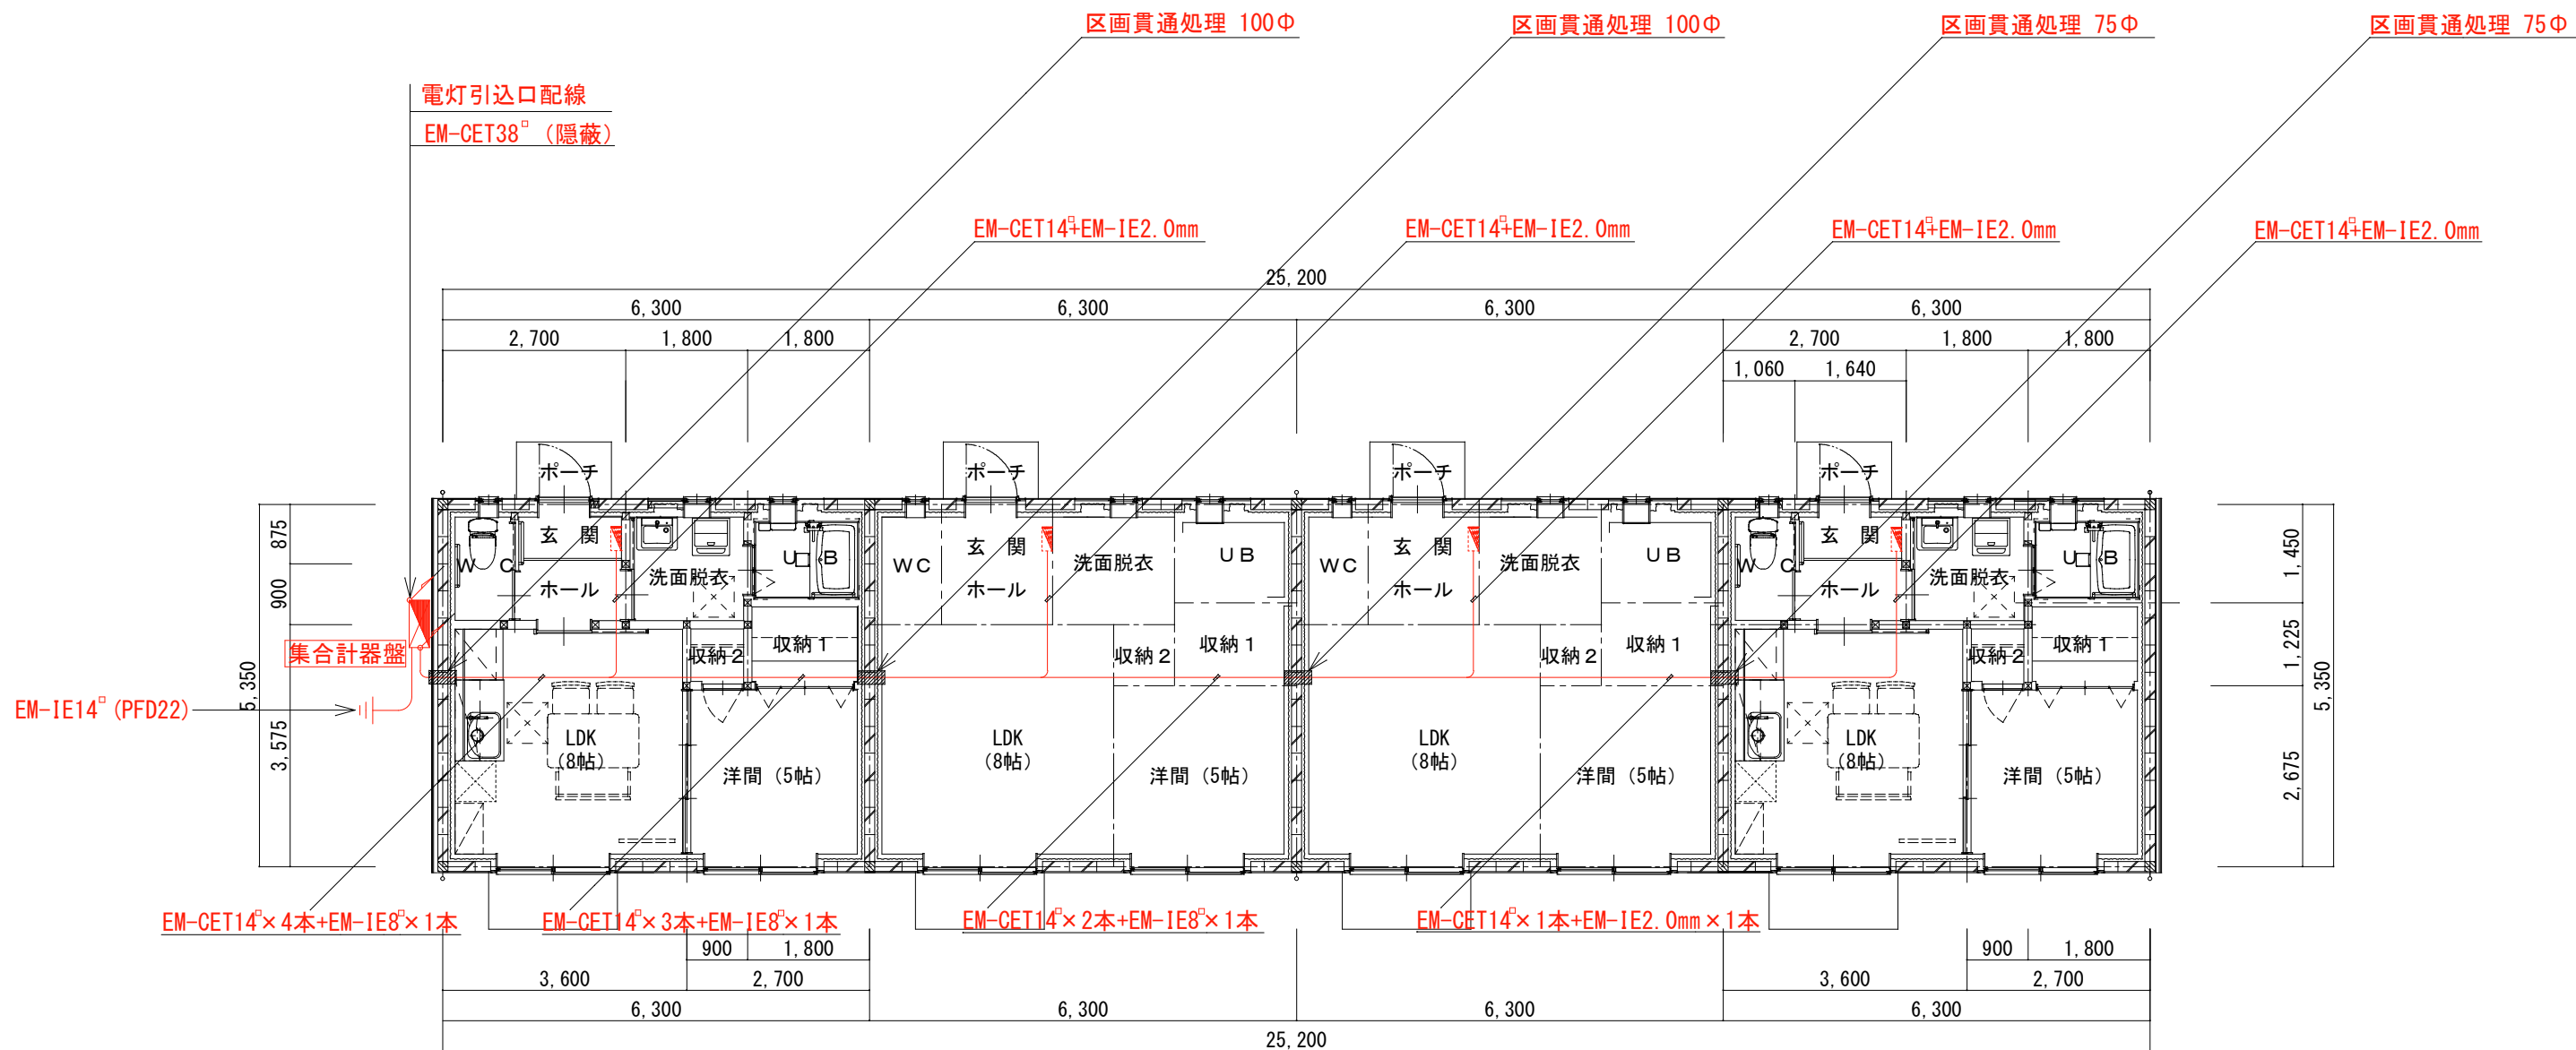 区画貫通処理 100Φ
区画貫通処理 100Φ
区画貫通処理 75Φ
区画貫通処理 75Φ
電灯引込口配線
EM-CET38□（隠蔽）
EM-CET14□+EM-IE2.0mm
EM-CET14□+EM-IE2.0mm
EM-CET14□+EM-IE2.0mm
EM-CET14□+EM-IE2.0mm
25,200
6,300
6,300
6,300
6,300
2,700
1,800
1,800
2,700
1,800
1,800
1,060
1,640
ポーチ
ポーチ
ポーチ
ポーチ
875
900
3,575
5,350
1,450
1,225
2,675
5,350
玄 関
WC
ホール
洗面脱衣
UB
収納1
収納2
LDK
(8帖)
洋間（5帖）
玄 関
WC
ホール
洗面脱衣
UB
収納1
収納2
LDK
(8帖)
洋間（5帖）
玄 関
WC
ホール
洗面脱衣
UB
収納1
収納2
LDK
(8帖)
洋間（5帖）
玄 関
WC
ホール
洗面脱衣
UB
収納1
収納2
LDK
(8帖)
洋間（5帖）
集合計器盤
EM-IE14□(PFD22)
EM-CET14□×4本+EM-IE8□×1本
EM-CET14□×3本+EM-IE8□×1本
EM-CET14□×2本+EM-IE8□×1本
EM-CET14□×1本+EM-IE2.0mm×1本
900
1,800
900
1,800
3,600
2,700
3,600
2,700
6,300
6,300
6,300
6,300
25,200